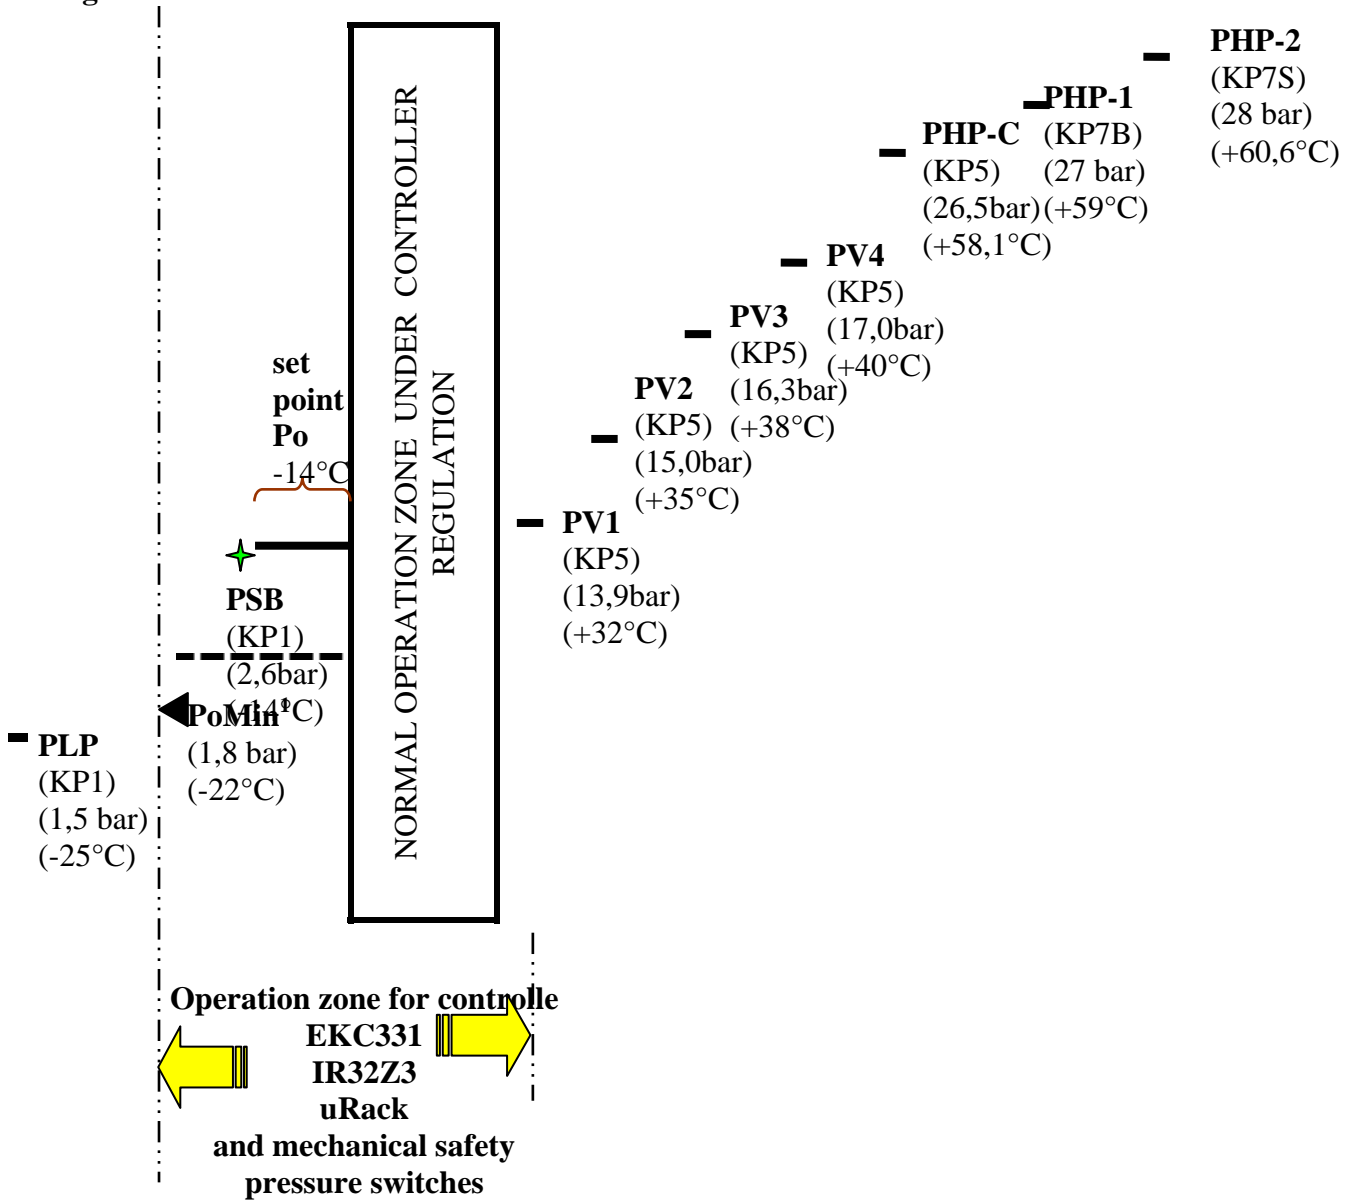 PHP-2
(KP7S)
(28 bar)
(+60,6°C)
PHP-1
(KP7B)
(27 bar)
(+59°C)
PHP-C
(KP5)
(26,5bar)
(+58,1°C)
PV4
(KP5)
(17,0bar)
(+40°C)
PV3
(KP5)
(16,3bar)
(+38°C)
PV2
(KP5)
(15,0bar)
(+35°C)
PV1
(KP5)
(13,9bar)
(+32°C)
NORMAL OPERATION ZONE UNDER CONTROLLER
REGULATION
set
point
Po
-14°C
PSB
(KP1)
(2,6bar)
(-14°C)
PoMin¹
(1,8 bar)
(-22°C)
PLP
(KP1)
(1,5 bar)
(-25°C)
Operation zone for controlle
EKC331
IR32Z3
uRack
and mechanical safety
pressure switches